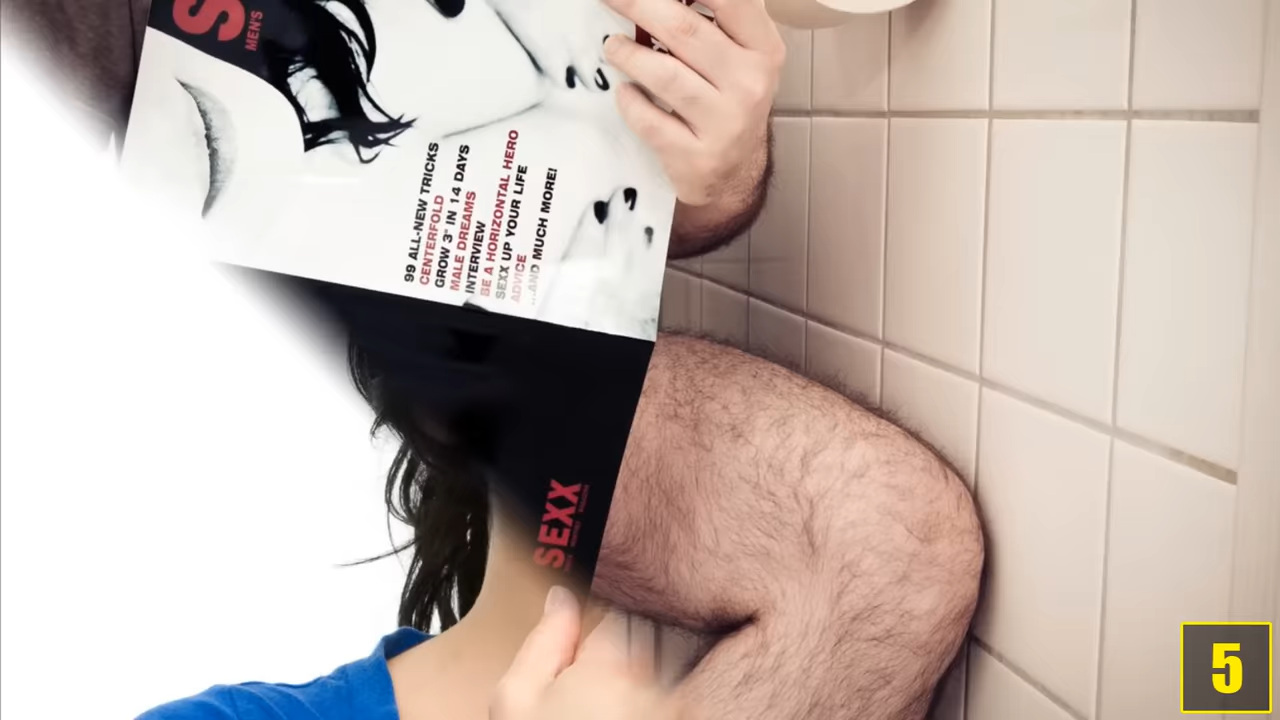 S
MEN'S
99 ALL-NEW TRICKS
CENTERFOLD
GROW 3" IN 14 DAYS
MALE DREAMS
INTERVIEW
BE A HORIZONTAL HERO
SEXX UP YOUR LIFE
ADVICE
...AND MUCH MORE!
SEXX
5